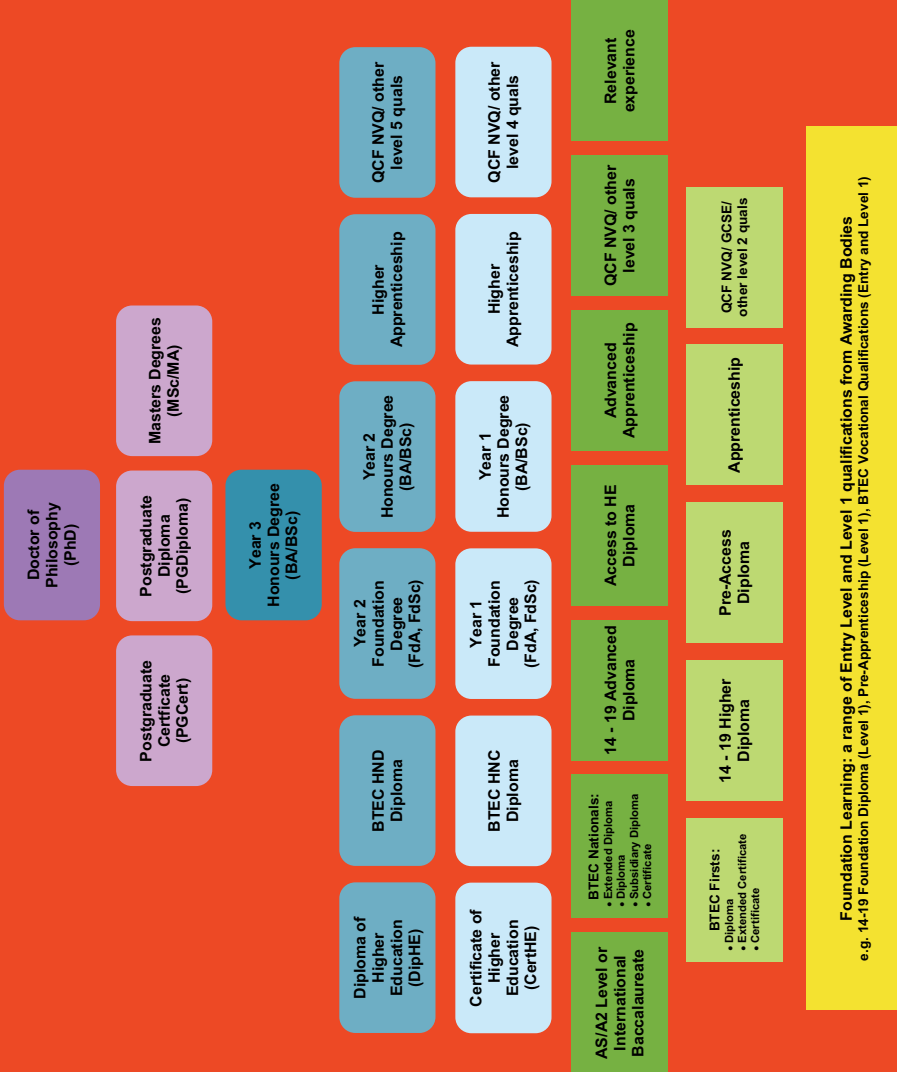 Doctor of
Philosophy
(PhD)
Postgraduate
Certficate
(PGCert)
Postgraduate
Diploma
(PGDiploma)
Masters Degrees
(MSc/MA)
Year 3
Honours Degree
(BA/BSc)
Diploma of
Higher
Education
(DipHE)
BTEC HND
Diploma
Year 2
Foundation
Degree
(FdA, FdSc)
Year 2
Honours Degree
(BA/BSc)
Higher
Apprenticeship
QCF NVQ/ other
level 5 quals
Certificate of
Higher
Education
(CertHE)
BTEC HNC
Diploma
Year 1
Foundation
Degree
(FdA, FdSc)
Year 1
Honours Degree
(BA/BSc)
Higher
Apprenticeship
QCF NVQ/ other
level 4 quals
AS/A2 Level or
International
Baccalaureate
BTEC Nationals:
• Extended Diploma
• Diploma
• Subsidiary Diploma
• Certificate
14 - 19 Advanced
Diploma
Access to HE
Diploma
Advanced
Apprenticeship
QCF NVQ/ other
level 3 quals
Relevant
experience
BTEC Firsts:
• Diploma
• Extended Certificate
• Certificate
14 - 19 Higher
Diploma
Pre-Access
Diploma
Apprenticeship
QCF NVQ/ GCSE/
other level 2 quals
Foundation Learning: a range of Entry Level and Level 1 qualifications from Awarding Bodies
e.g. 14-19 Foundation Diploma (Level 1), Pre-Apprenticeship (Level 1), BTEC Vocational Qualifications (Entry and Level 1)